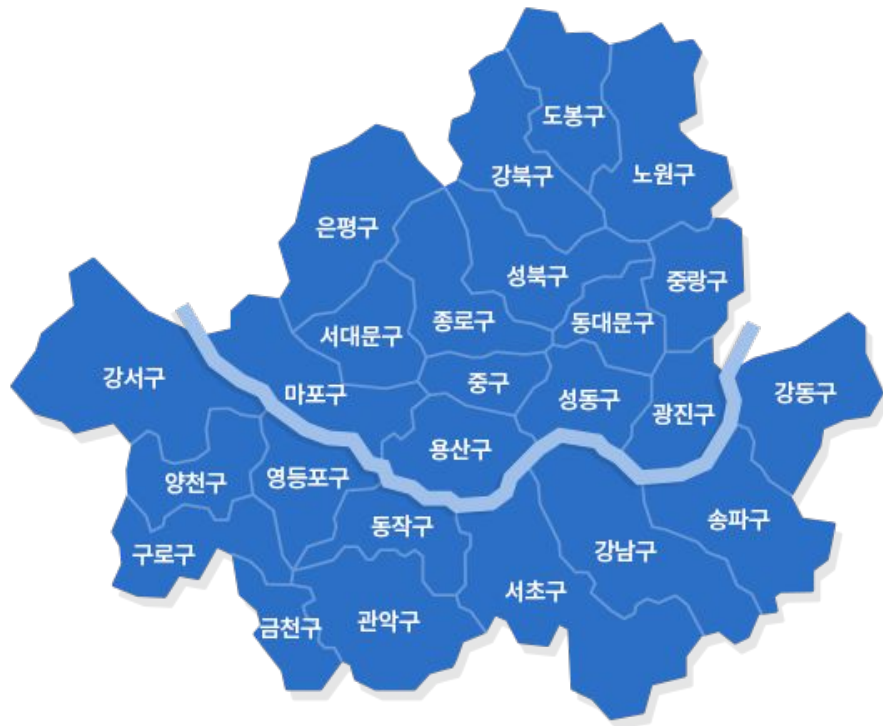 도봉구
강북구
노원구
은평구
성북구
중랑구
서대문구
종로구
동대문구
강서구
마포구
중구
성동구
광진구
강동구
용산구
양천구
영등포구
동작구
송파구
구로구
강남구
서초구
금천구
관악구